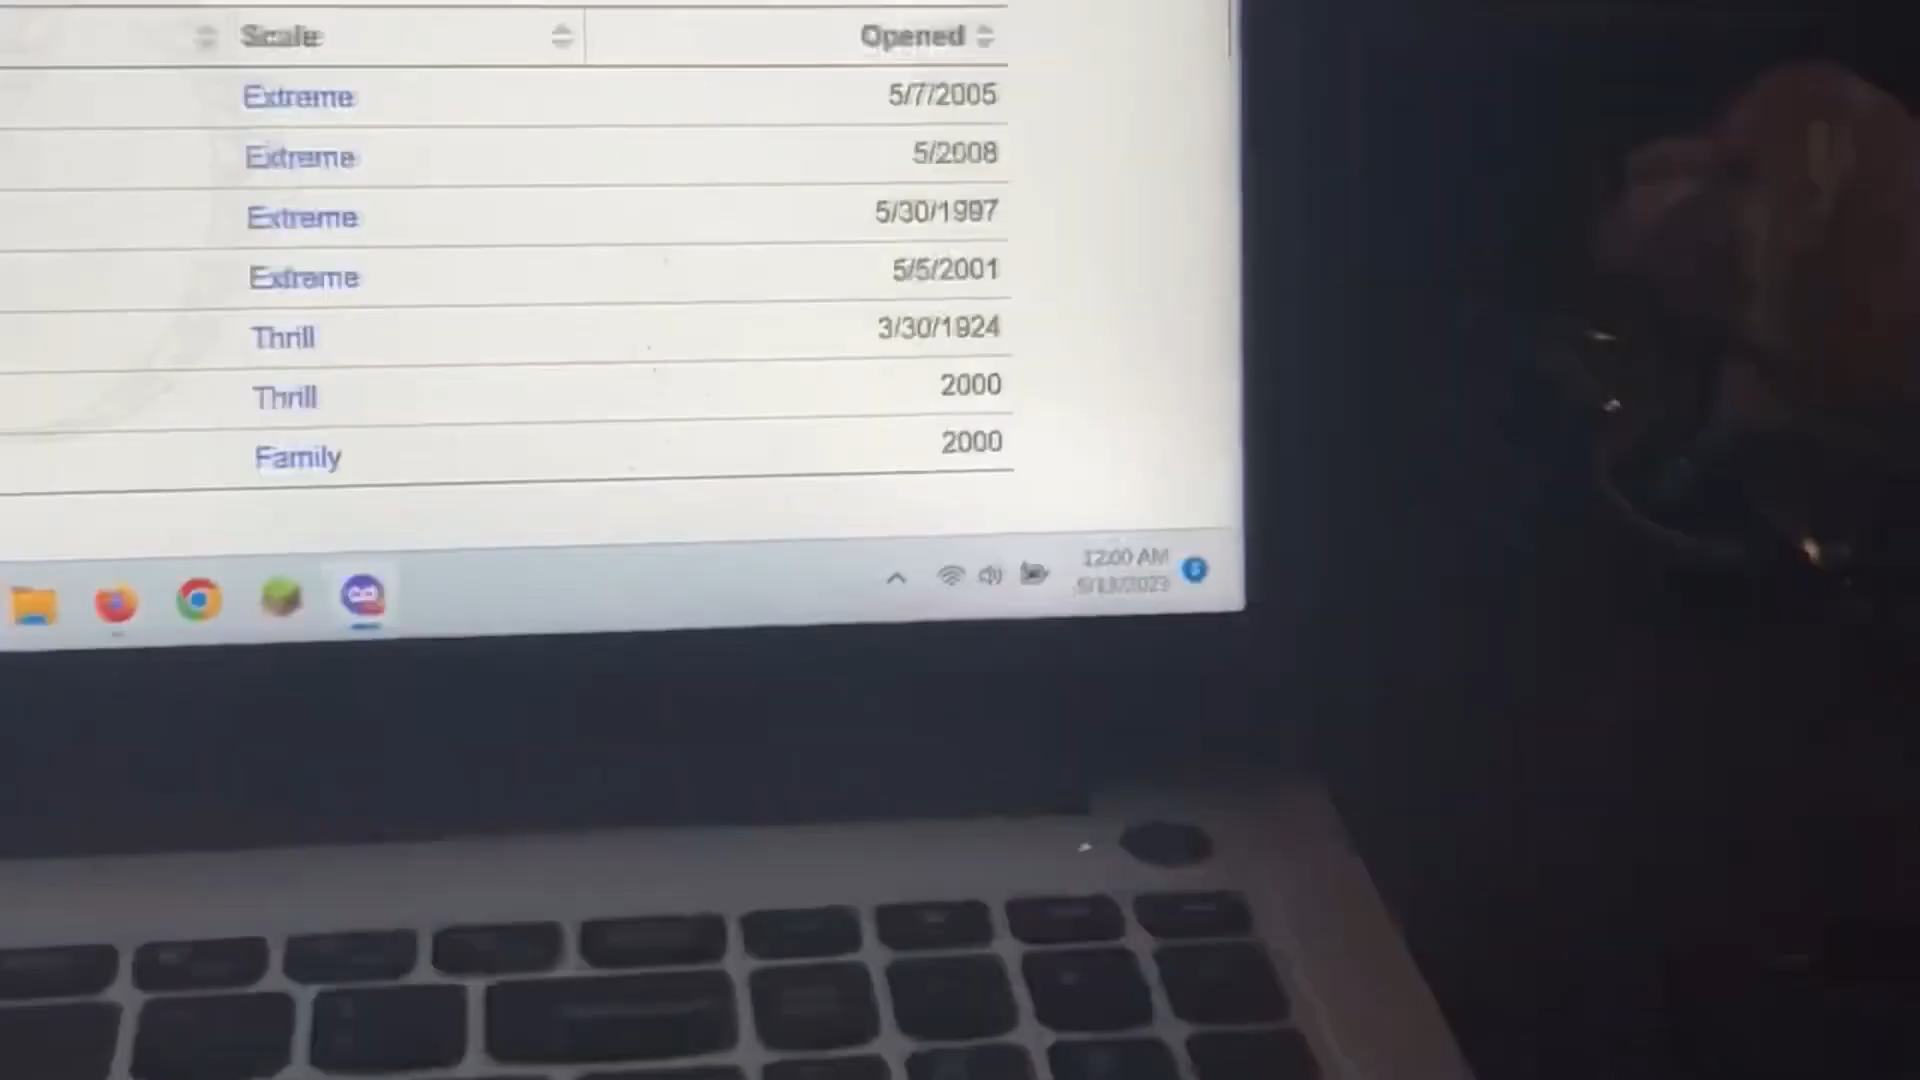 Scale Opened
Extreme 5/7/2005
Extreme 5/2008
Extreme 5/30/1997
Extreme 5/5/2001
Thrill 3/30/1924
Thrill 2000
Family 2000
12:00 AM